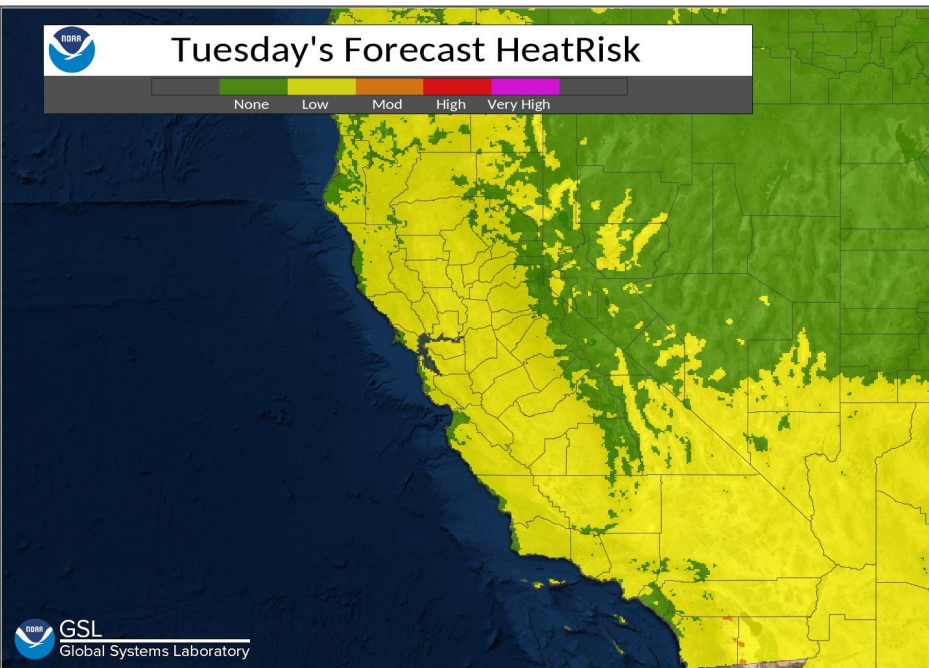 NOAA
Tuesday's Forecast HeatRisk
None Low Mod High Very High
NOAA
GSL
Global Systems Laboratory